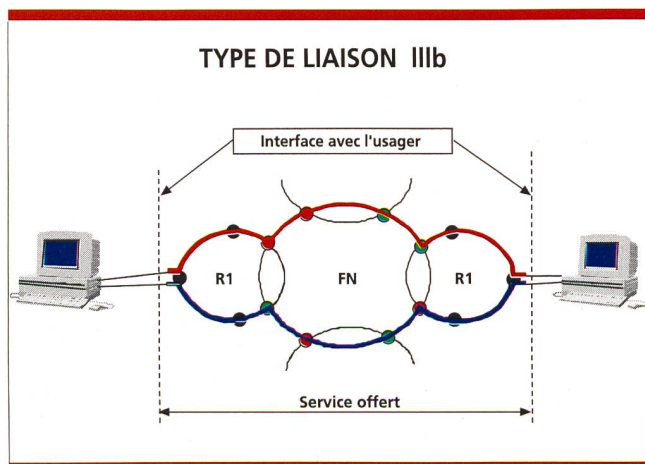 TYPE DE LIAISON IIIb
Interface avec l'usager
R1
FN
R1
Service offert